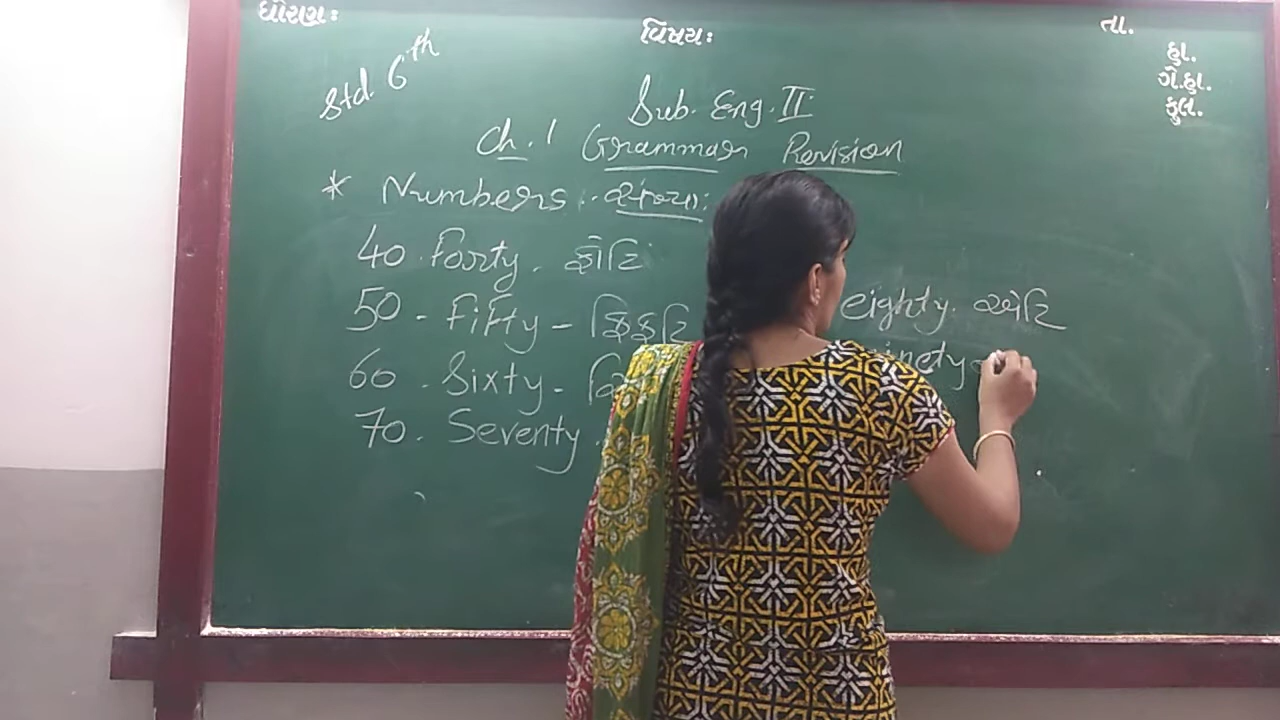 ધોરણઃ
વિષયઃ
તા.
હા.
ગે.હા.
કુલ.
Std. 6th
Sub. Eng. II
Ch. 1 Grammar Revision
* Numbers .. સંખ્યા:
40 . Forty . ફોર્ટિ
50 - Fifty - ફિફ્ટિ
60 . Sixty -
70 . Seventy .
eighty . એઇટિ
ninety